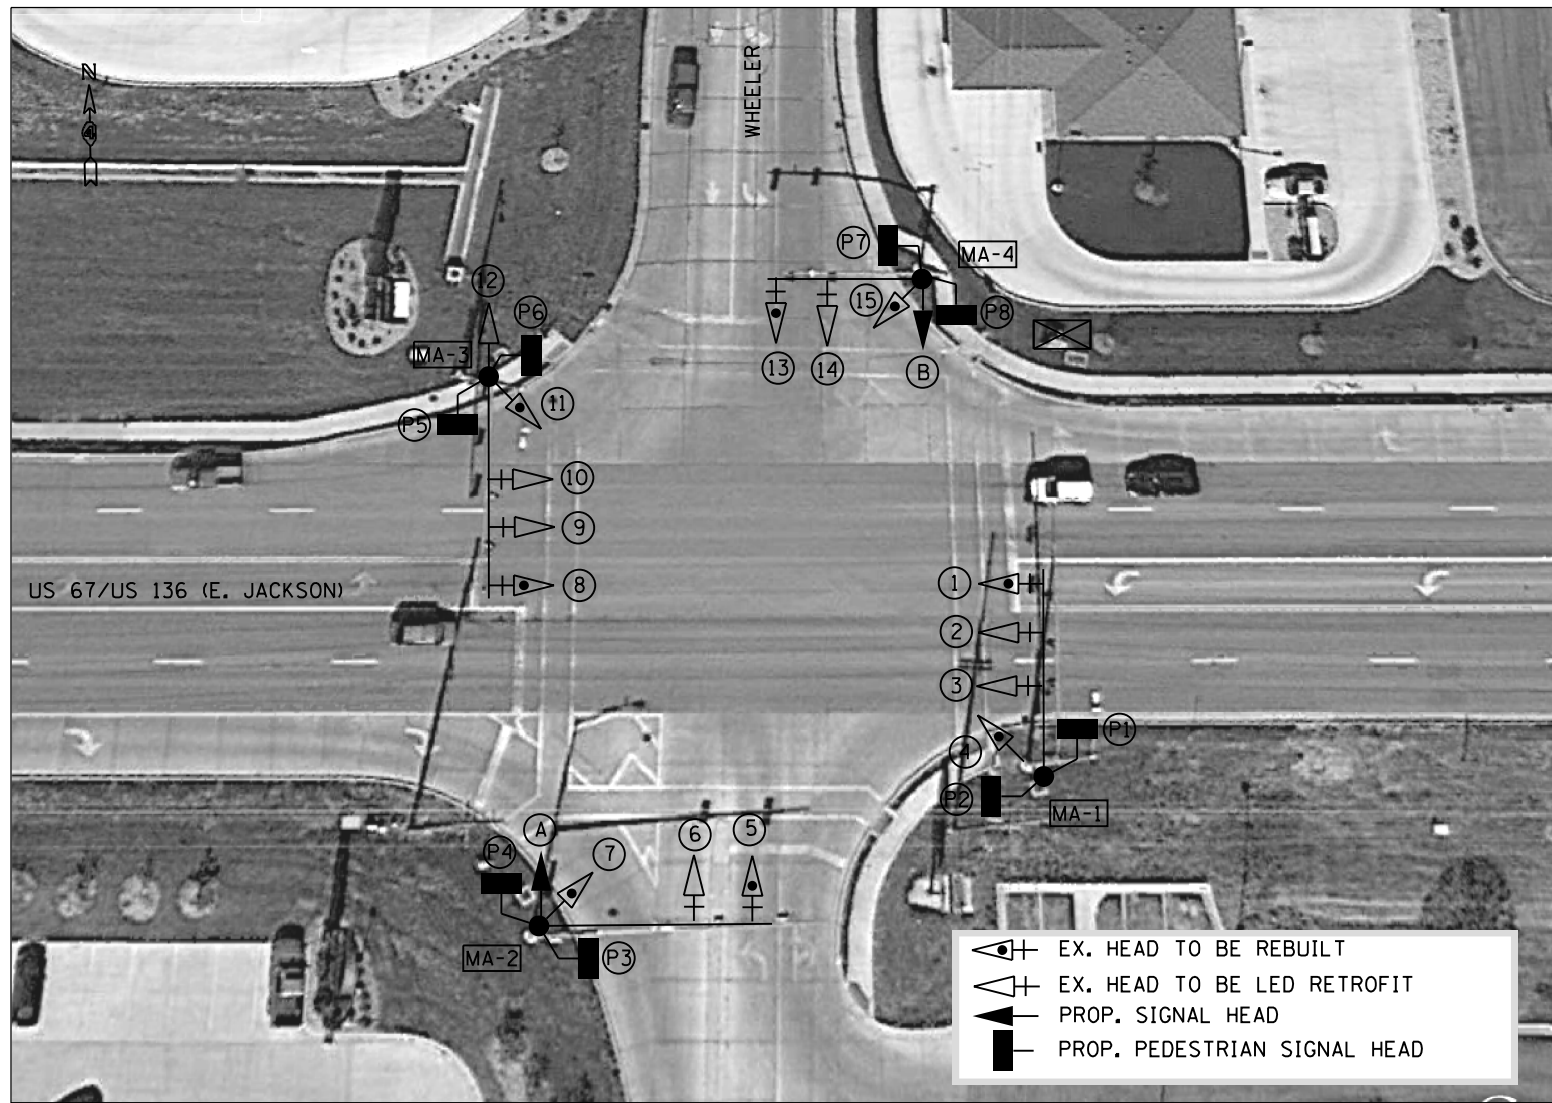 N
4
WHEELER
P7
MA-4
12
P6
15
P8
MA-3
13
14
B
11
P5
10
9
8
US 67/US 136 (E. JACKSON)
1
2
3
P1
4
P2
MA-1
A
6
5
7
P4
MA-2
P3
EX. HEAD TO BE REBUILT
EX. HEAD TO BE LED RETROFIT
PROP. SIGNAL HEAD
PROP. PEDESTRIAN SIGNAL HEAD